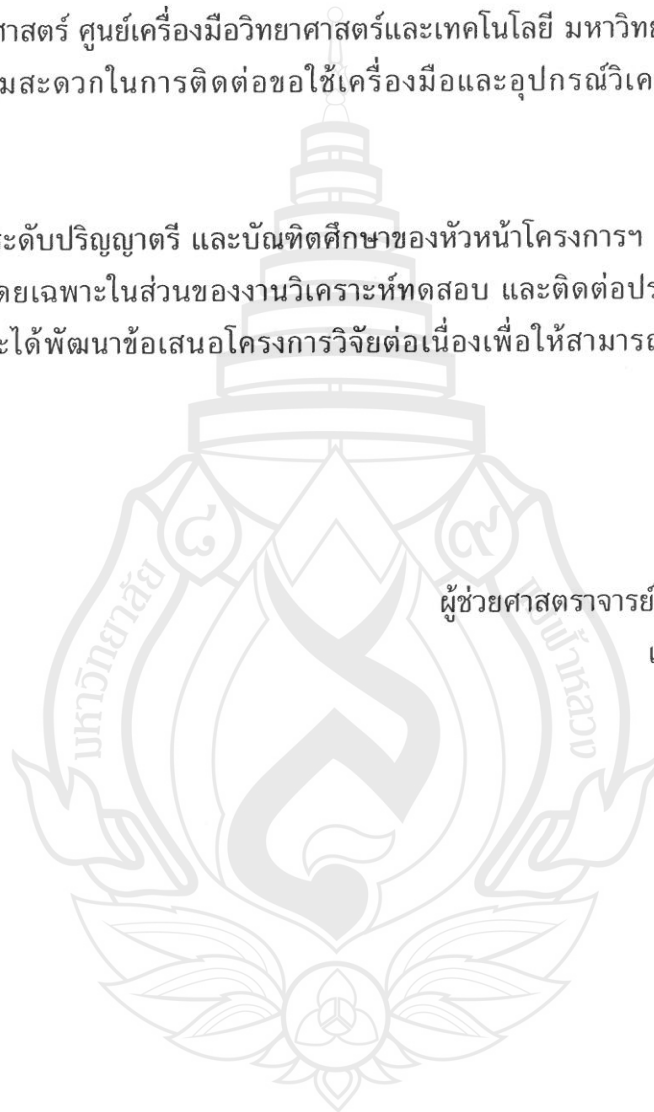 ศาสตร์ ศูนย์เครื่องมือวิทยาศาสตร์และเทคโนโลยี มหาวิทย
มสะดวกในการติดต่อขอใช้เครื่องมือและอุปกรณ์วิเค
ระดับปริญญาตรี และบัณฑิตศึกษาของหัวหน้าโครงการฯ
ดยเฉพาะในส่วนของงานวิเคราะห์ทดสอบ และติดต่อปร
ะได้พัฒนาข้อเสนอโครงการวิจัยต่อเนื่องเพื่อให้สามารถ
ผู้ช่วยศาสตราจารย์
๘ ๙
มหาวิทยาลัย
แม่ฟ้าหลวง